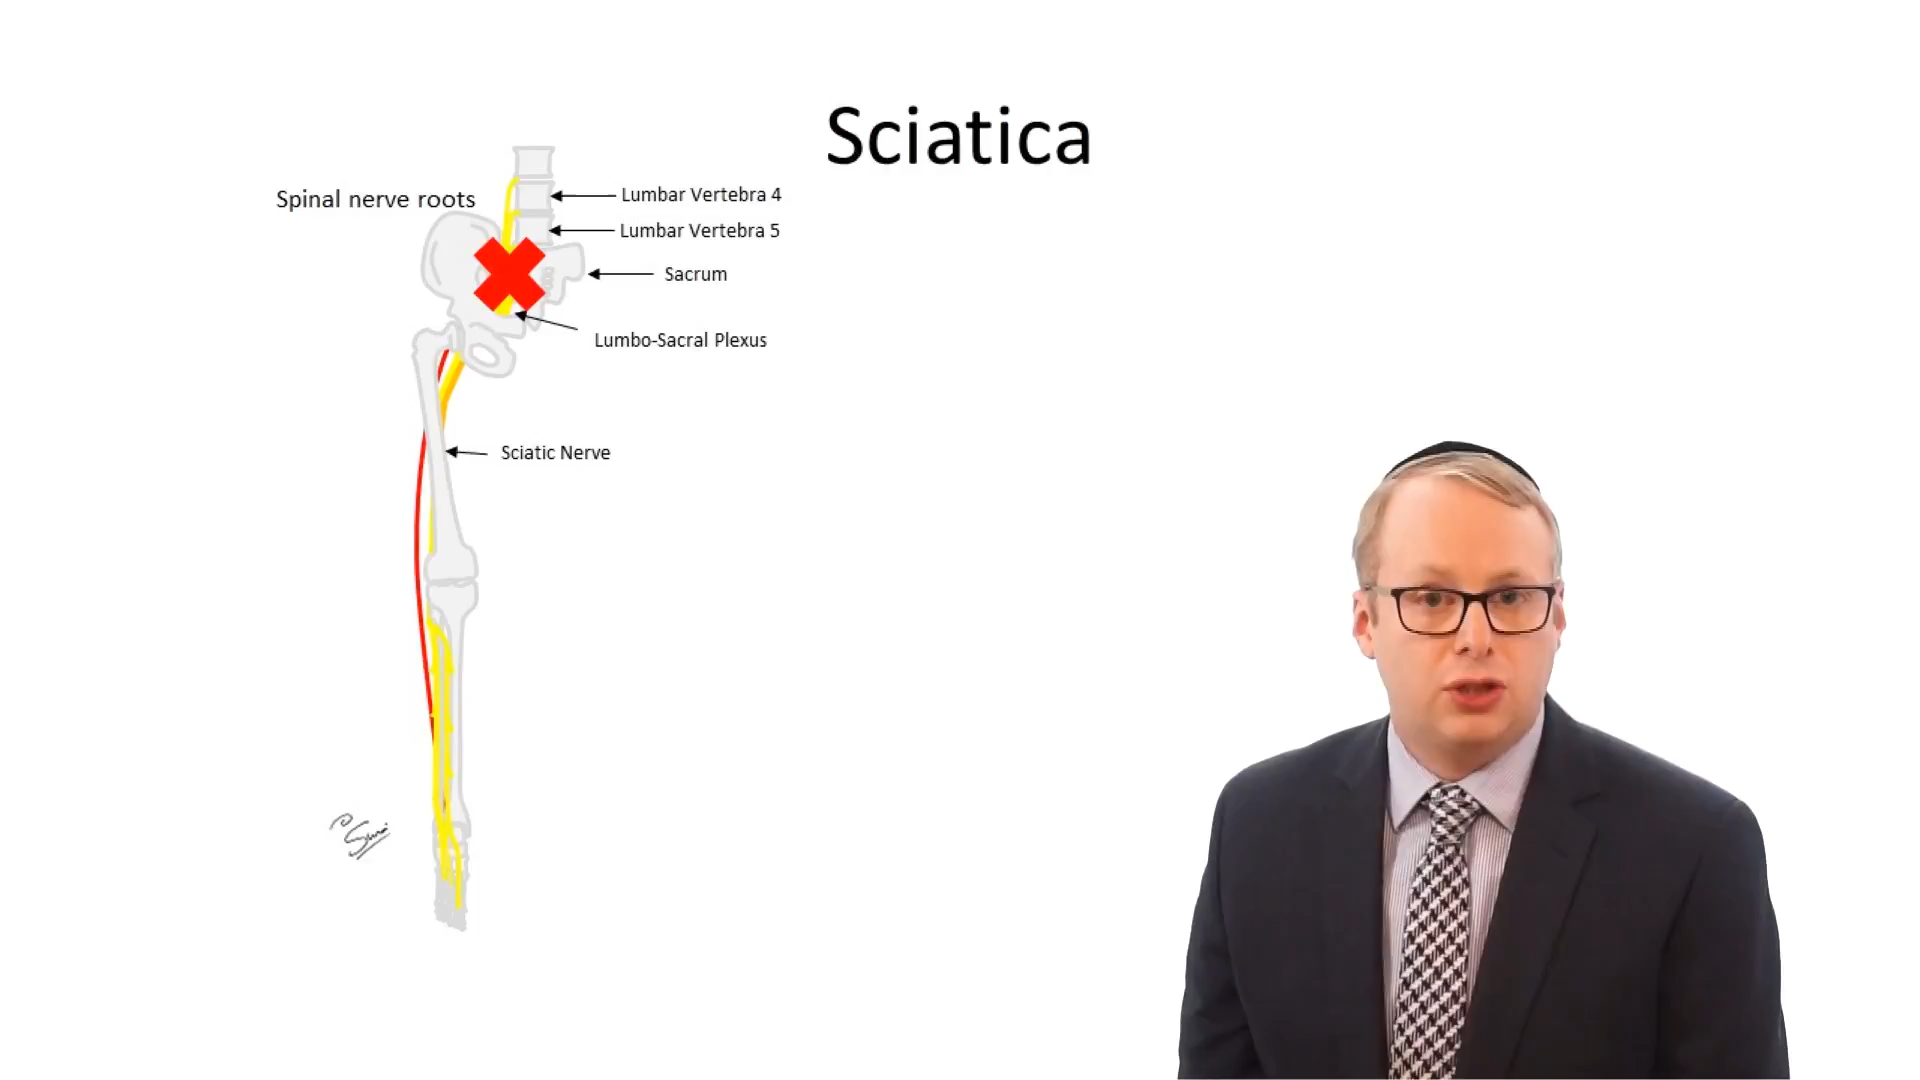 Sciatica
Spinal nerve roots
Lumbar Vertebra 4
Lumbar Vertebra 5
Sacrum
Lumbo-Sacral Plexus
Sciatic Nerve